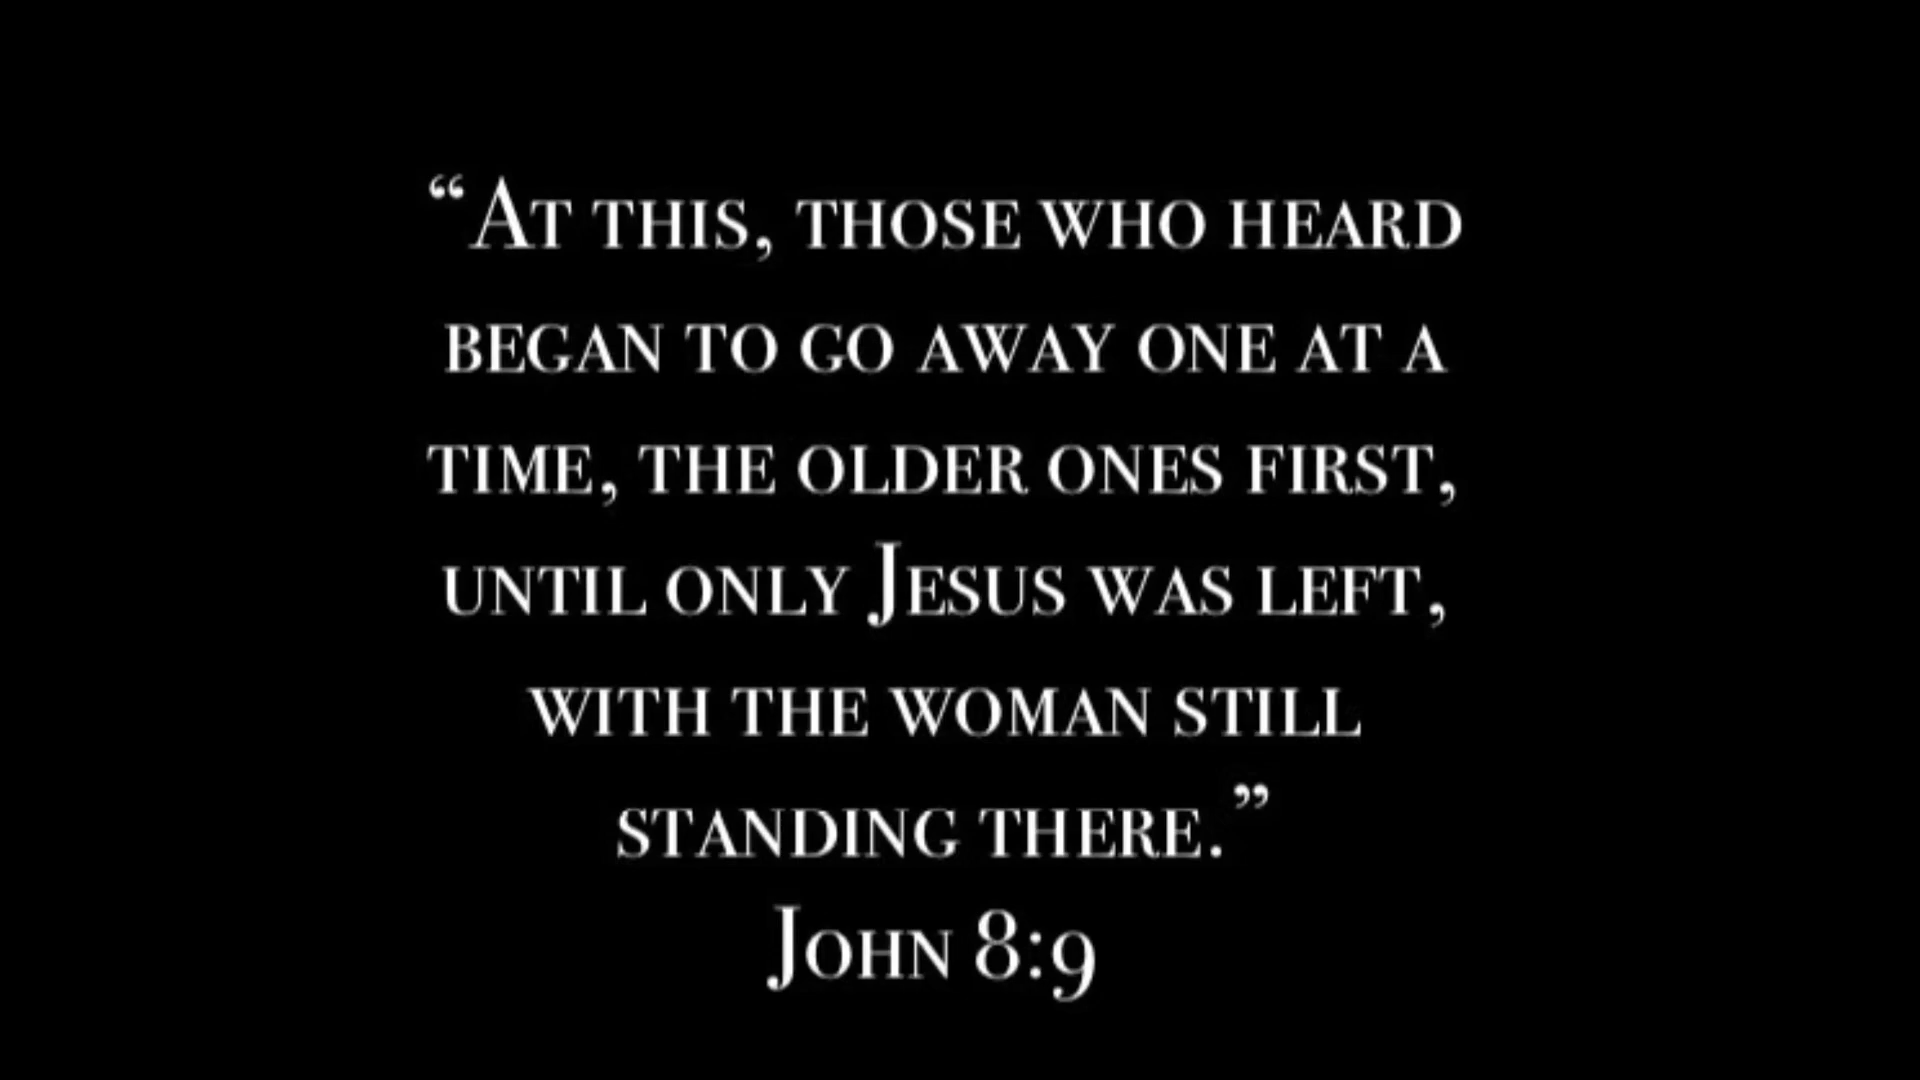 “At this, those who heard
began to go away one at a
time, the older ones first,
until only Jesus was left,
with the woman still
standing there.”
John 8:9